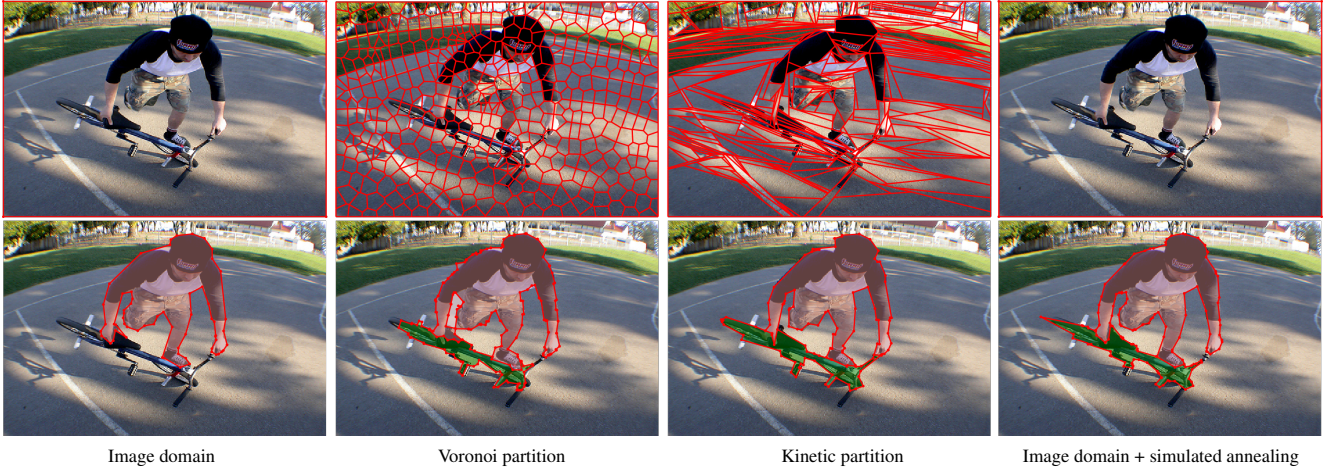 Image domain
Voronoi partition
Kinetic partition
Image domain + simulated annealing